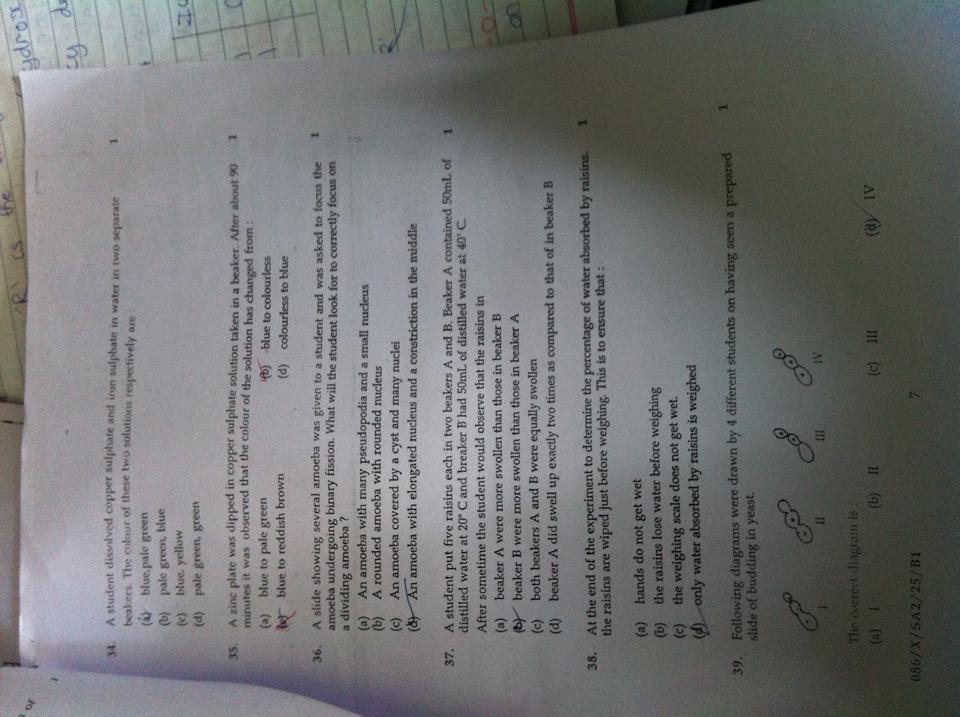 ydrox
cy
R is the
34. A student dissolved copper sulphate and iron sulphate in water in two separate 1
beakers. The colour of these two solutions respectively are
(a) blue, pale green
(b) pale green, blue
(c) blue, yellow
(d) pale green, green
35. A zinc plate was dipped in copper sulphate solution taken in a beaker. After about 90 1
minutes it was observed that the colour of the solution has changed from :
(a) blue to pale green (b) blue to colourless
(c) blue to reddish brown (d) colourless to blue
36. A slide showing several amoeba was given to a student and was asked to focus the 1
amoeba undergoing binary fission. What will the student look for to correctly focus on
a dividing amoeba ?
(a) An amoeba with many pseudopodia and a small nucleus
(b) A rounded amoeba with rounded nucleus
(c) An amoeba covered by a cyst and many nuclei
(d) An amoeba with elongated nucleus and a constriction in the middle
37. A student put five raisins each in two beakers A and B. Beaker A contained 50mL of 1
distilled water at 20° C and breaker B had 50mL of distilled water at 40° C.
After sometime the student would observe that the raisins in
(a) beaker A were more swollen than those in beaker B
(b) beaker B were more swollen than those in beaker A
(c) both beakers A and B were equally swollen
(d) beaker A did swell up exactly two times as compared to that of in beaker B
38. At the end of the experiment to determine the percentage of water absorbed by raisins. 1
the raisins are wiped just before weighing. This is to ensure that :
(a) hands do not get wet
(b) the raisins lose water before weighing
(c) the weighing scale does not get wet.
(d) only water absorbed by raisins is weighed
39. Following diagrams were drawn by 4 different students on having seen a prepared 1
slide of budding in yeast.
I II III IV
The correct diagram is :
(a) I (b) II (c) III (d) IV
086/X/SA2/25/B1 7